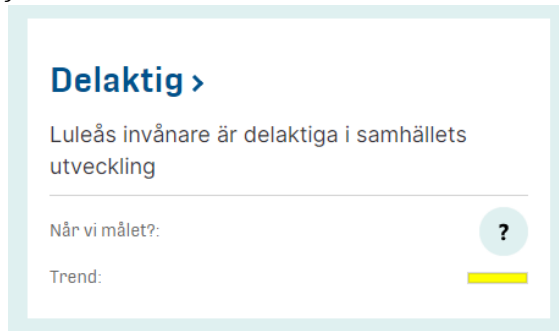 Delaktig >
Luleås invånare är delaktiga i samhällets
utveckling
Når vi målet?:
?
Trend: